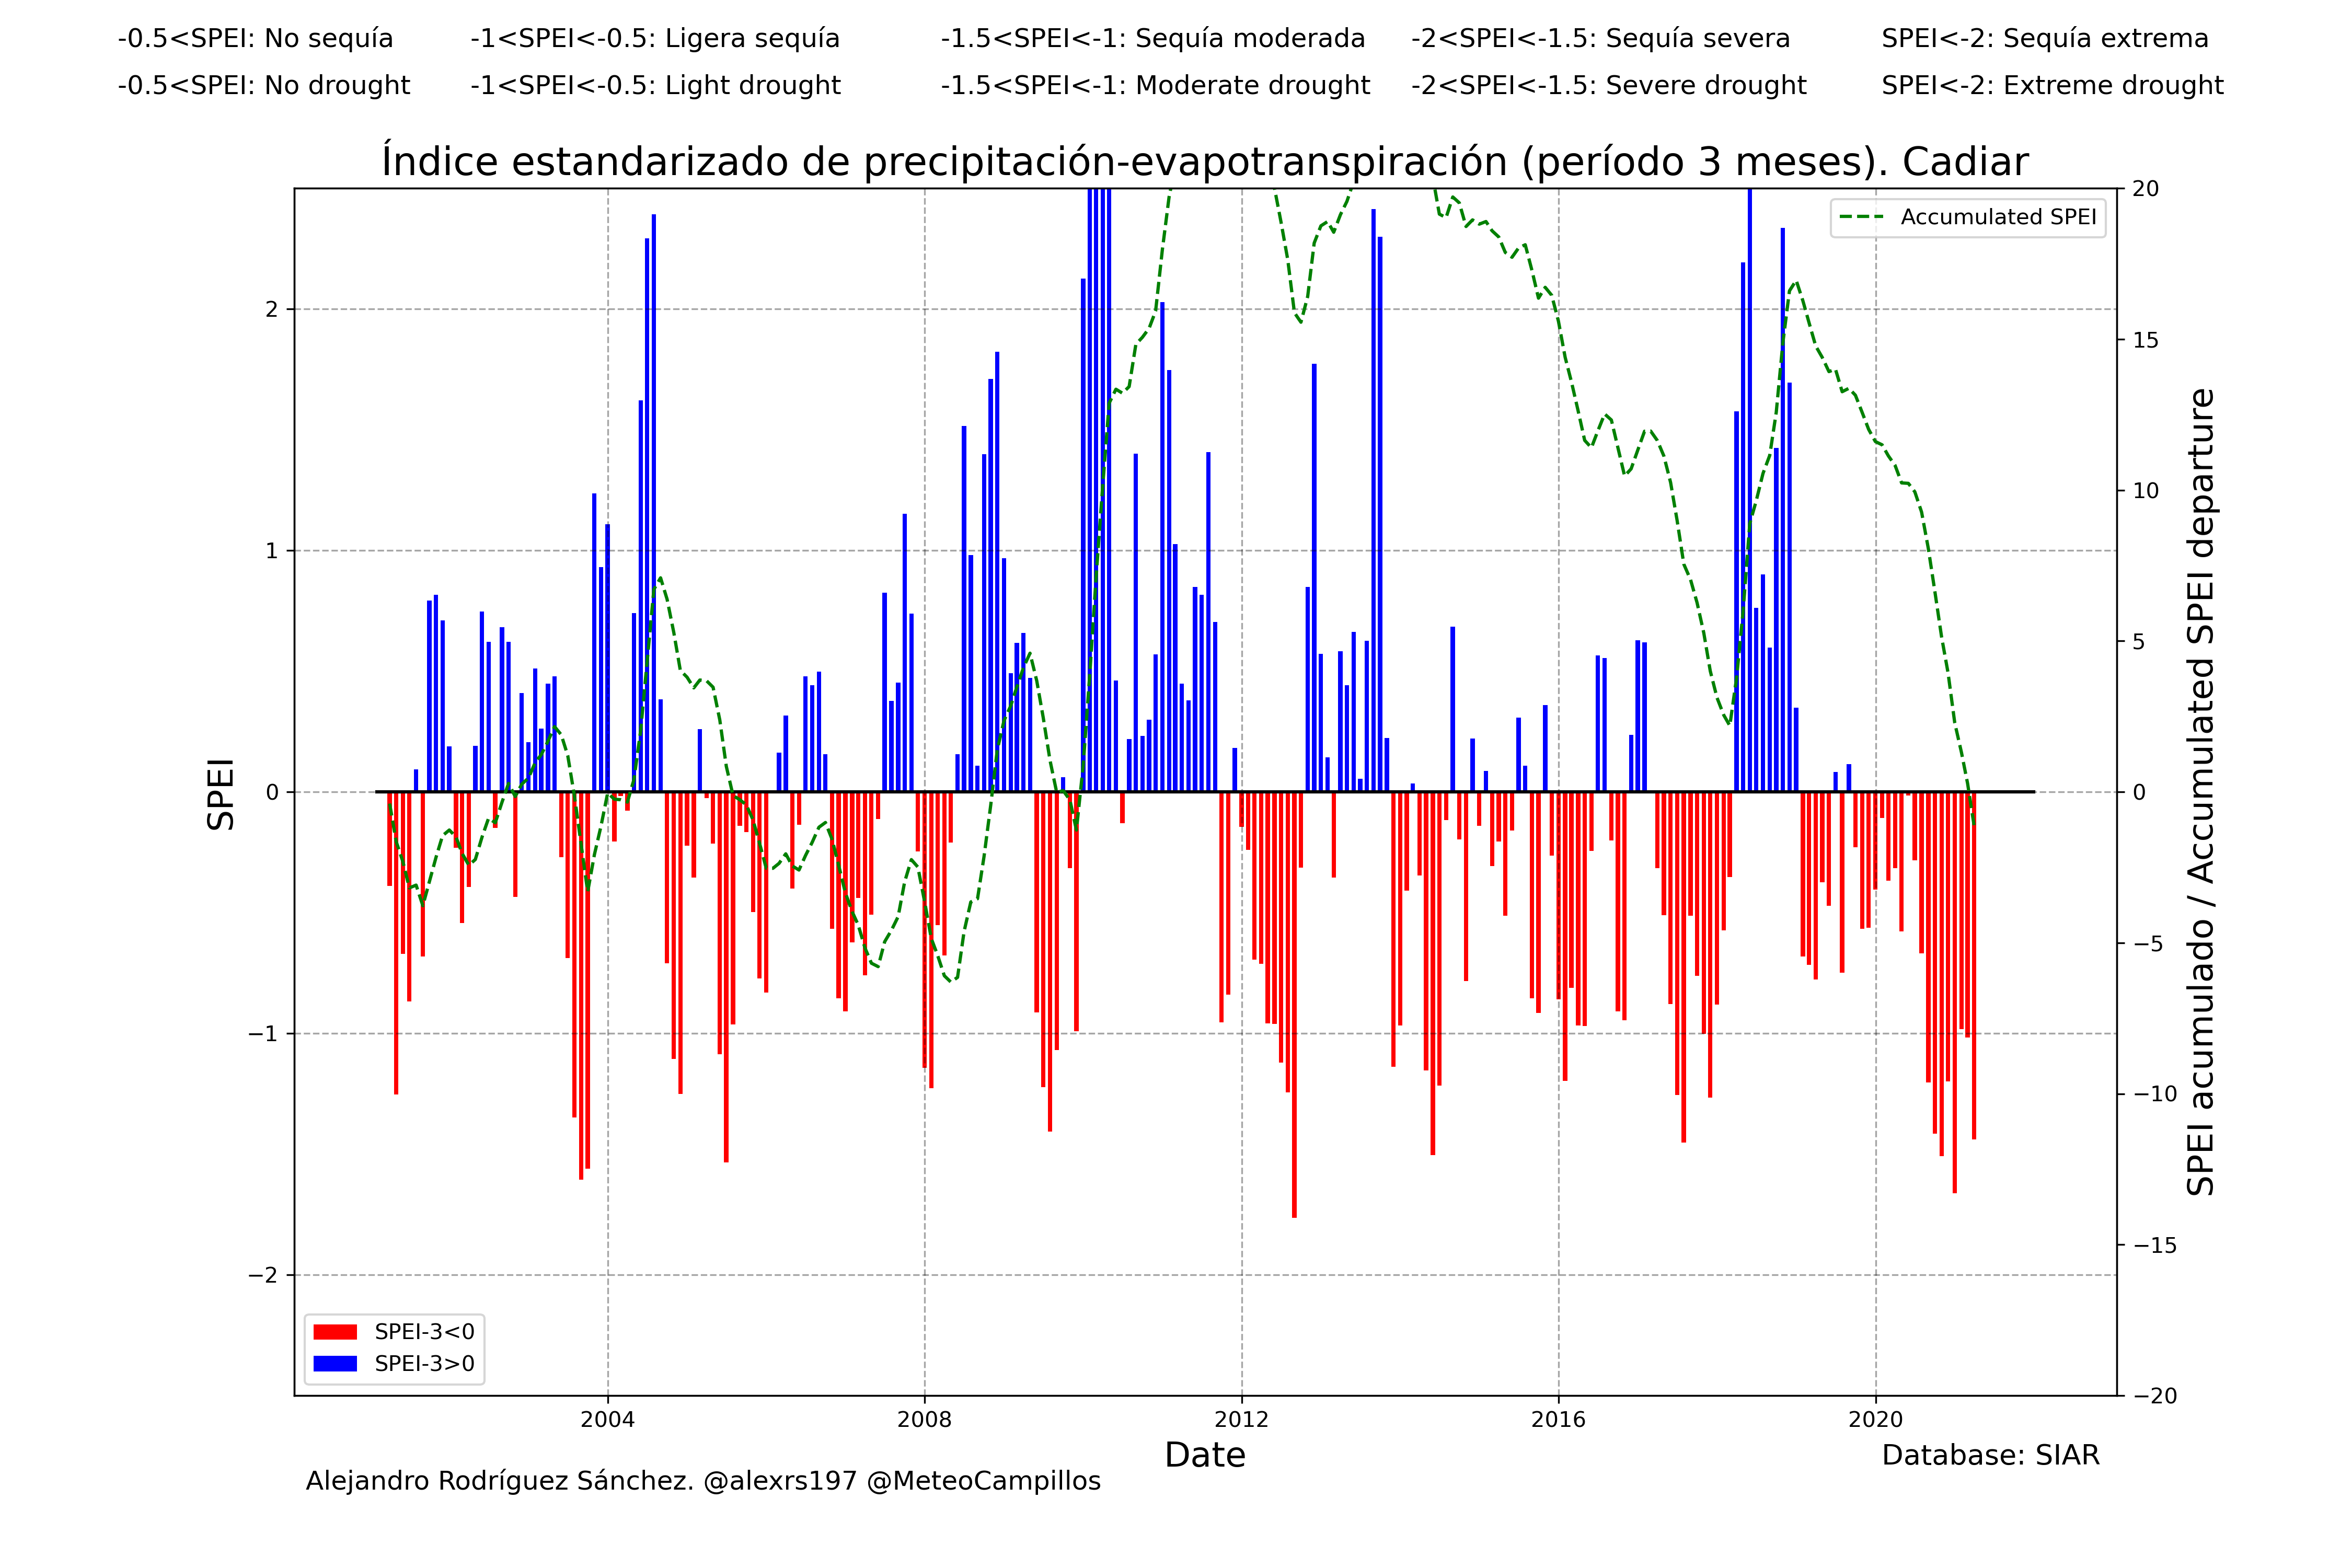 -0.5<SPEI: No sequía -1<SPEI<-0.5: Ligera sequía -1.5<SPEI<-1: Sequía moderada -2<SPEI<-1.5: Sequía severa SPEI<-2: Sequía extrema
-0.5<SPEI: No drought -1<SPEI<-0.5: Light drought -1.5<SPEI<-1: Moderate drought -2<SPEI<-1.5: Severe drought SPEI<-2: Extreme drought
Índice estandarizado de precipitación-evapotranspiración (período 3 meses). Cadiar
Accumulated SPEI
SPEI
2
1
0
−1
−2
20
15
10
5
0
−5
−10
−15
−20
SPEI acumulado / Accumulated SPEI departure
SPEI-3<0
SPEI-3>0
2004 2008 2012 2016 2020
Date
Database: SIAR
Alejandro Rodríguez Sánchez. @alexrs197 @MeteoCampillos